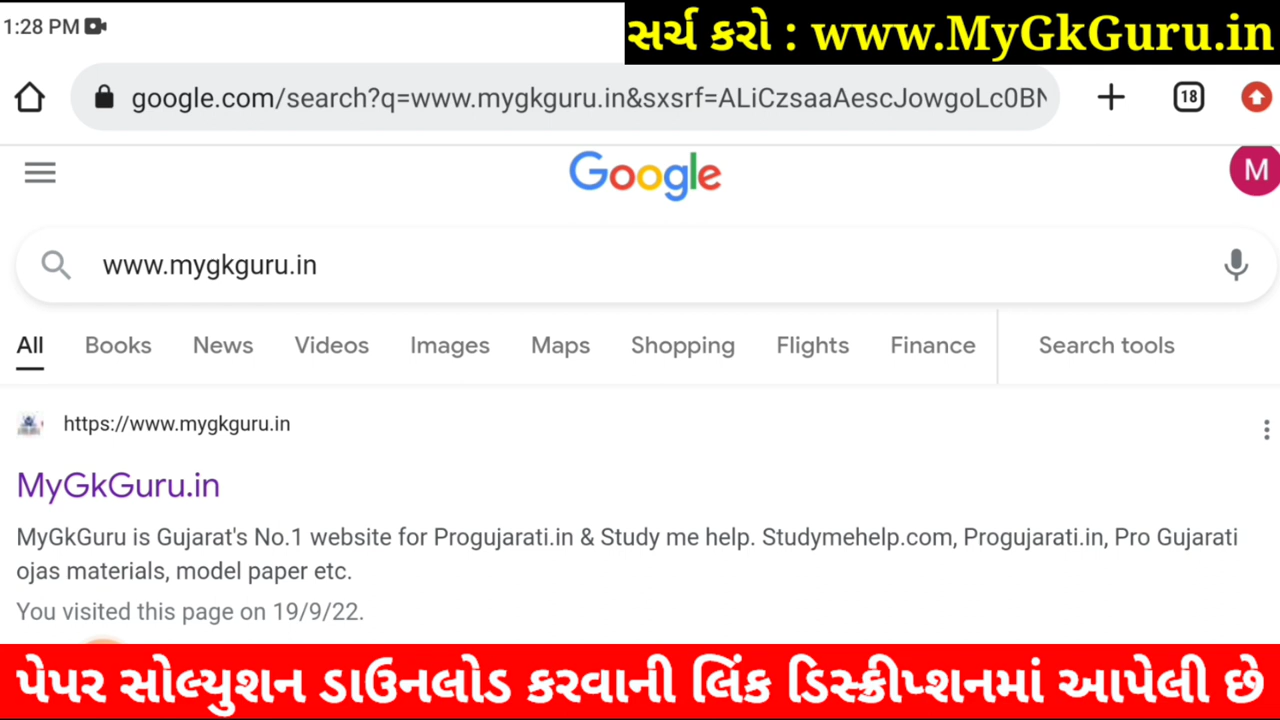 1:28 PM
સર્ચ કરો : www.MyGkGuru.in
google.com/search?q=www.mygkguru.in&sxsrf=ALiCzsaaAescJowgoLc0BN
18
Google
M
www.mygkguru.in
All Books News Videos Images Maps Shopping Flights Finance Search tools
https://www.mygkguru.in
MyGkGuru.in
MyGkGuru is Gujarat's No.1 website for Progujarati.in & Study me help. Studymehelp.com, Progujarati.in, Pro Gujarati
ojas materials, model paper etc.
You visited this page on 19/9/22.
પેપર સોલ્યુશન ડાઉનલોડ કરવાની લિંક ડિસ્ક્રીપ્શનમાં આપેલી છે